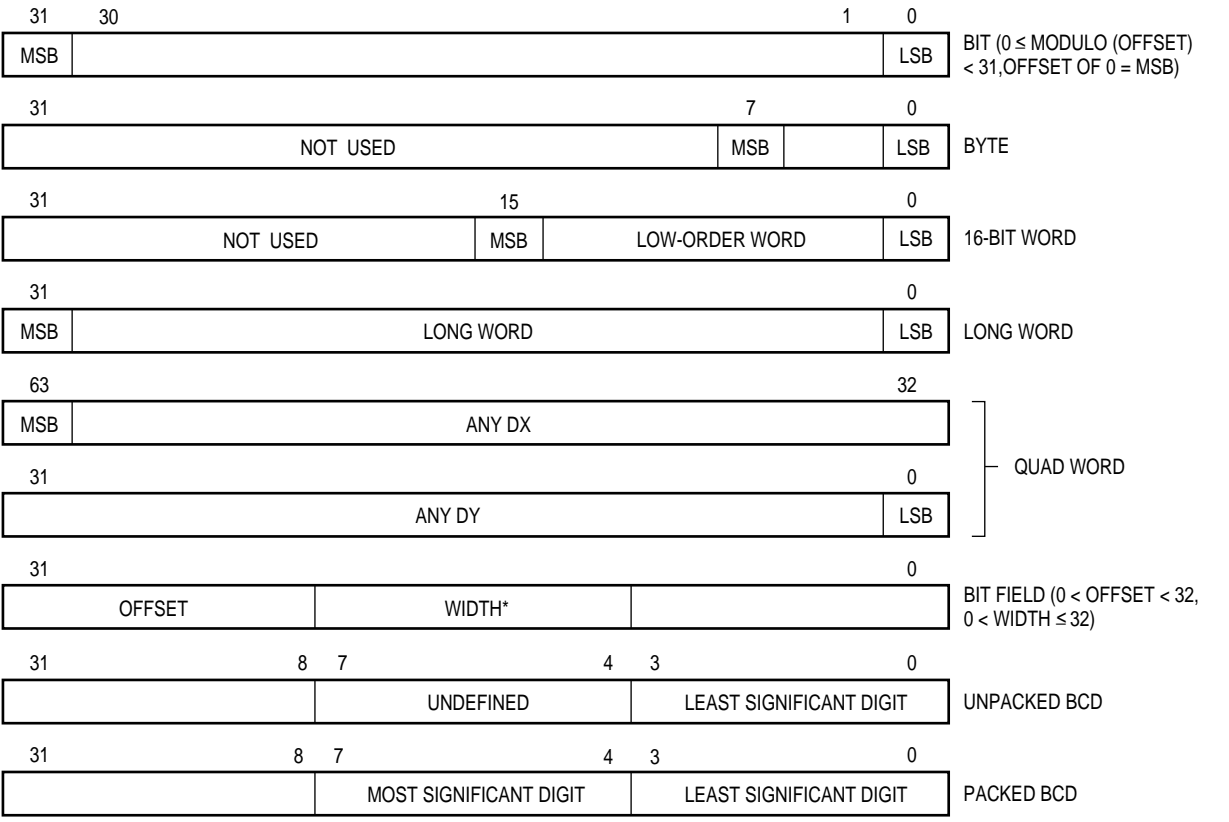 31 30 1 0
MSB LSB BIT (0 ≤ MODULO (OFFSET)
< 31,OFFSET OF 0 = MSB)
31 7 0
NOT USED MSB LSB BYTE
31 15 0
NOT USED MSB LOW-ORDER WORD LSB 16-BIT WORD
31 0
MSB LONG WORD LSB LONG WORD
63 32
MSB ANY DX
QUAD WORD
31 0
ANY DY LSB
31 0
OFFSET WIDTH* BIT FIELD (0 < OFFSET < 32,
0 < WIDTH ≤ 32)
31 8 7 4 3 0
UNDEFINED LEAST SIGNIFICANT DIGIT UNPACKED BCD
31 8 7 4 3 0
MOST SIGNIFICANT DIGIT LEAST SIGNIFICANT DIGIT PACKED BCD